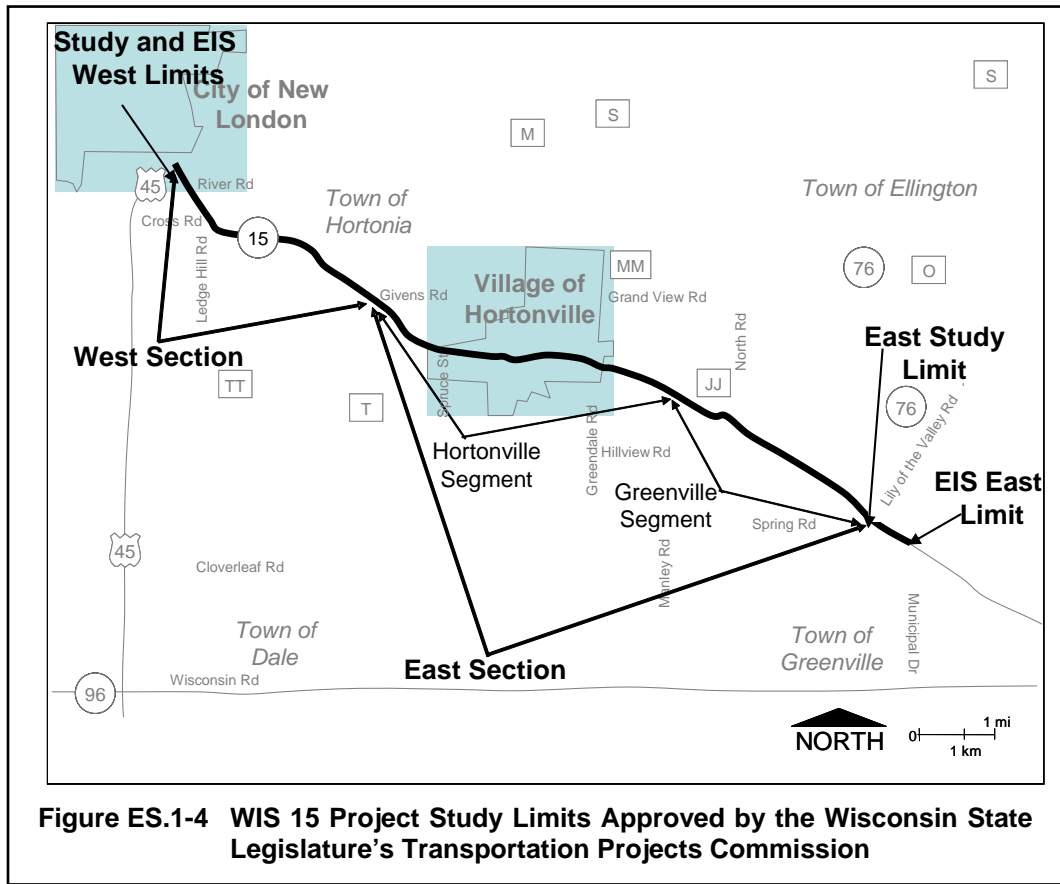 Study and EIS
West Limits
City of New
London
S
S
M
45
River Rd
Town of
Hortonia
Town of Ellington
Cross Rd
15
Ledge Hill Rd
MM
76
O
Givens Rd
Village of
Hortonville
Grand View Rd
North Rd
East Study
Limit
West Section
Spruce St
TT
T
JJ
76
Lily of the Valley Rd
Greendale Rd
Hortonville
Segment
Hillview Rd
Greenville
Segment
EIS East
Limit
Spring Rd
45
Cloverleaf Rd
Manley Rd
Municipal Dr
Town of
Dale
East Section
Town of
Greenville
Wisconsin Rd
96
NORTH
0
1 mi
1 km
Figure ES.1-4 WIS 15 Project Study Limits Approved by the Wisconsin State
Legislature's Transportation Projects Commission